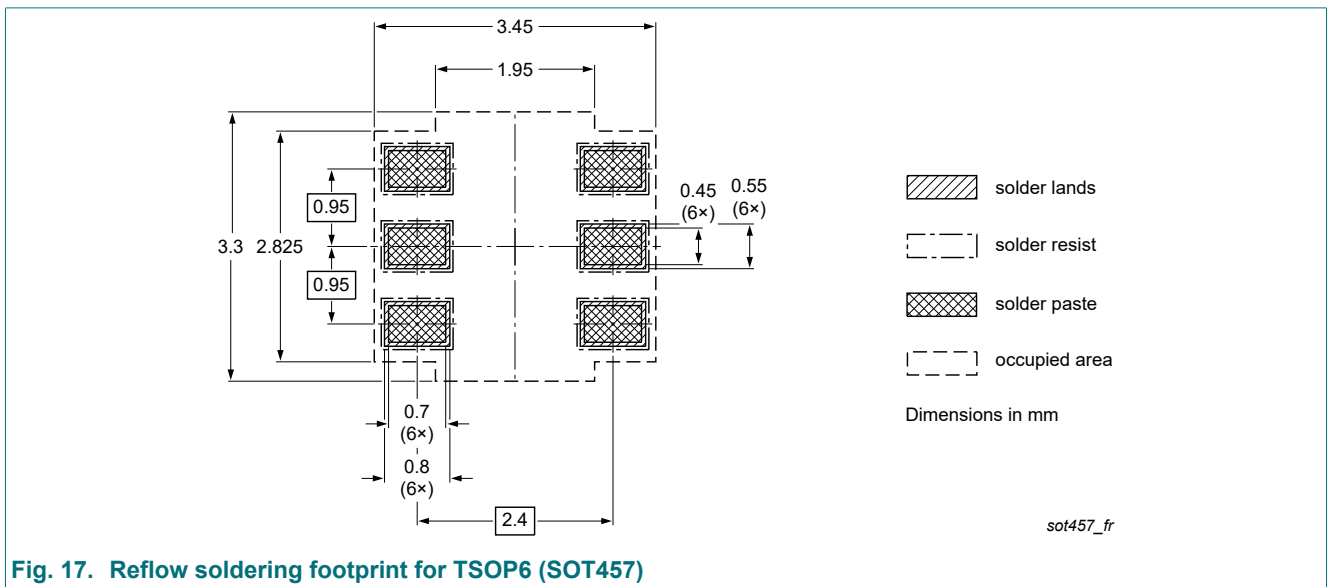 3.45
1.95
0.95
0.95
3.3 2.825
0.45
(6×)
0.55
(6×)
0.7
(6×)
0.8
(6×)
2.4
solder lands
solder resist
solder paste
occupied area
Dimensions in mm
sot457_fr
Fig. 17. Reflow soldering footprint for TSOP6 (SOT457)